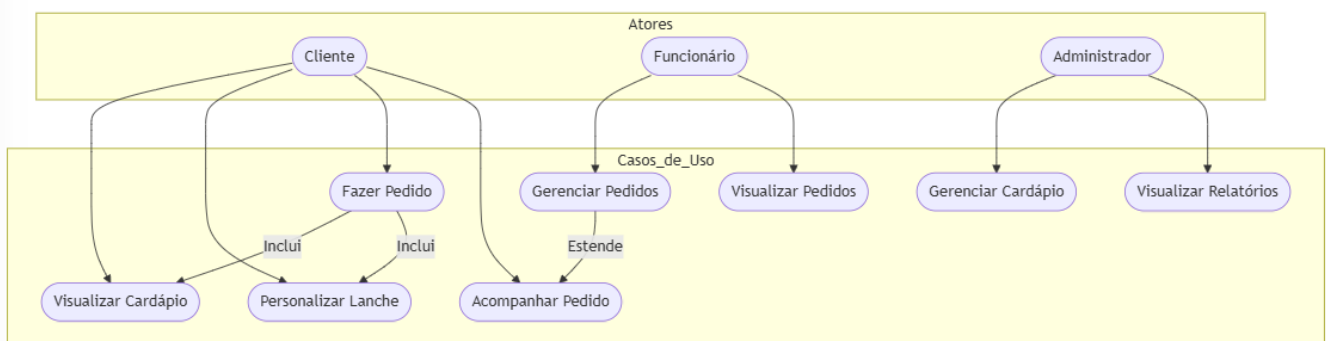 Atores
Cliente
Funcionário
Administrador
Casos_de_Uso
Fazer Pedido
Gerenciar Pedidos
Visualizar Pedidos
Gerenciar Cardápio
Visualizar Relatórios
Inclui
Inclui
Estende
Visualizar Cardápio
Personalizar Lanche
Acompanhar Pedido